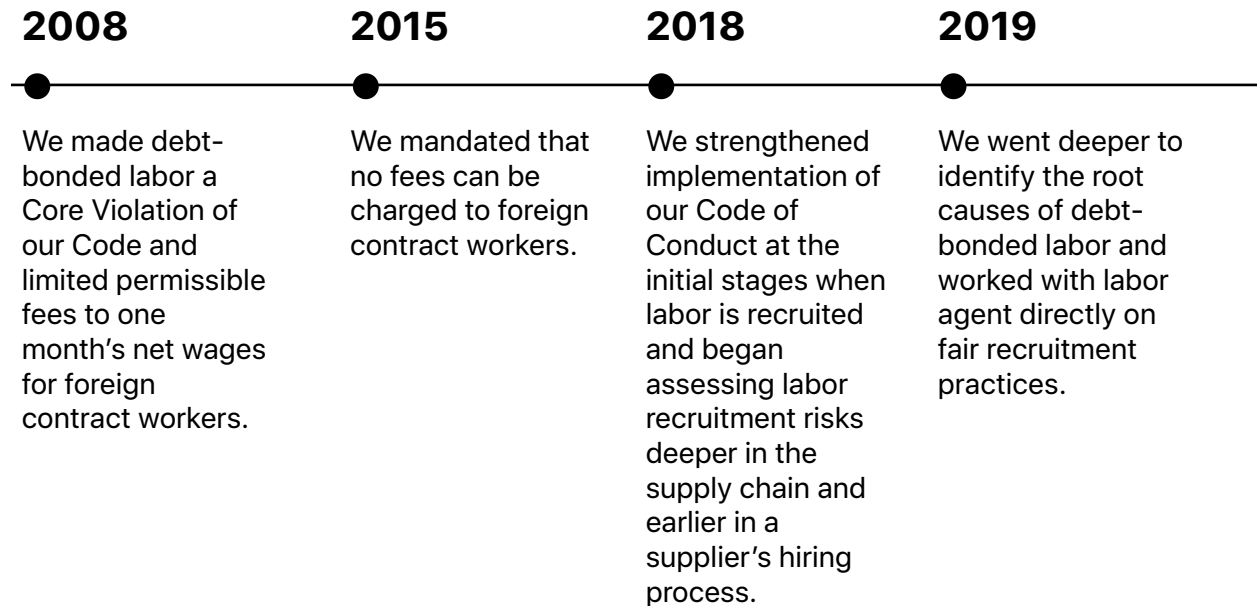 2008
We made debt-
bonded labor a
Core Violation of
our Code and
limited permissible
fees to one
month's net wages
for foreign
contract workers.
2015
We mandated that
no fees can be
charged to foreign
contract workers.
2018
We strengthened
implementation of
our Code of
Conduct at the
initial stages when
labor is recruited
and began
assessing labor
recruitment risks
deeper in the
supply chain and
earlier in a
supplier's hiring
process.
2019
We went deeper to
identify the root
causes of debt-
bonded labor and
worked with labor
agent directly on
fair recruitment
practices.